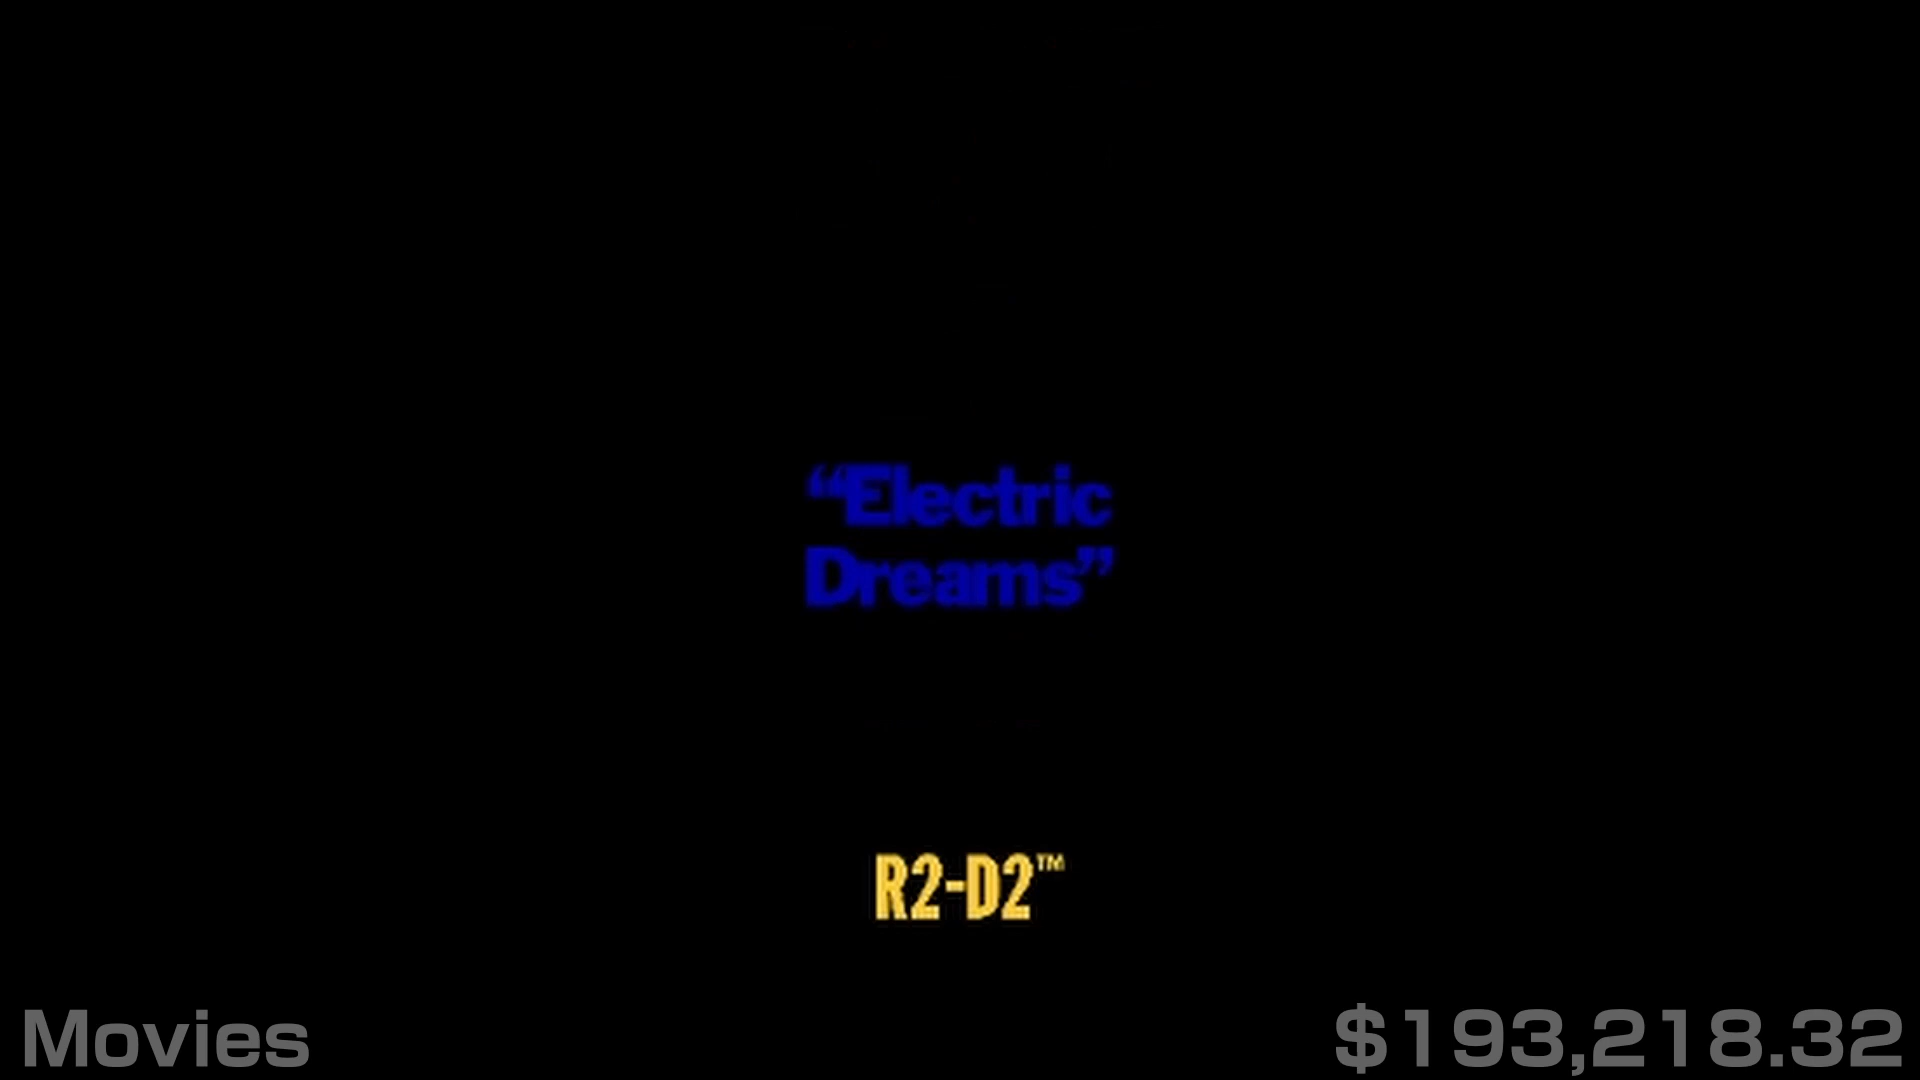 “Electric
Dreams”
R2-D2™
Movies
$193,218.32